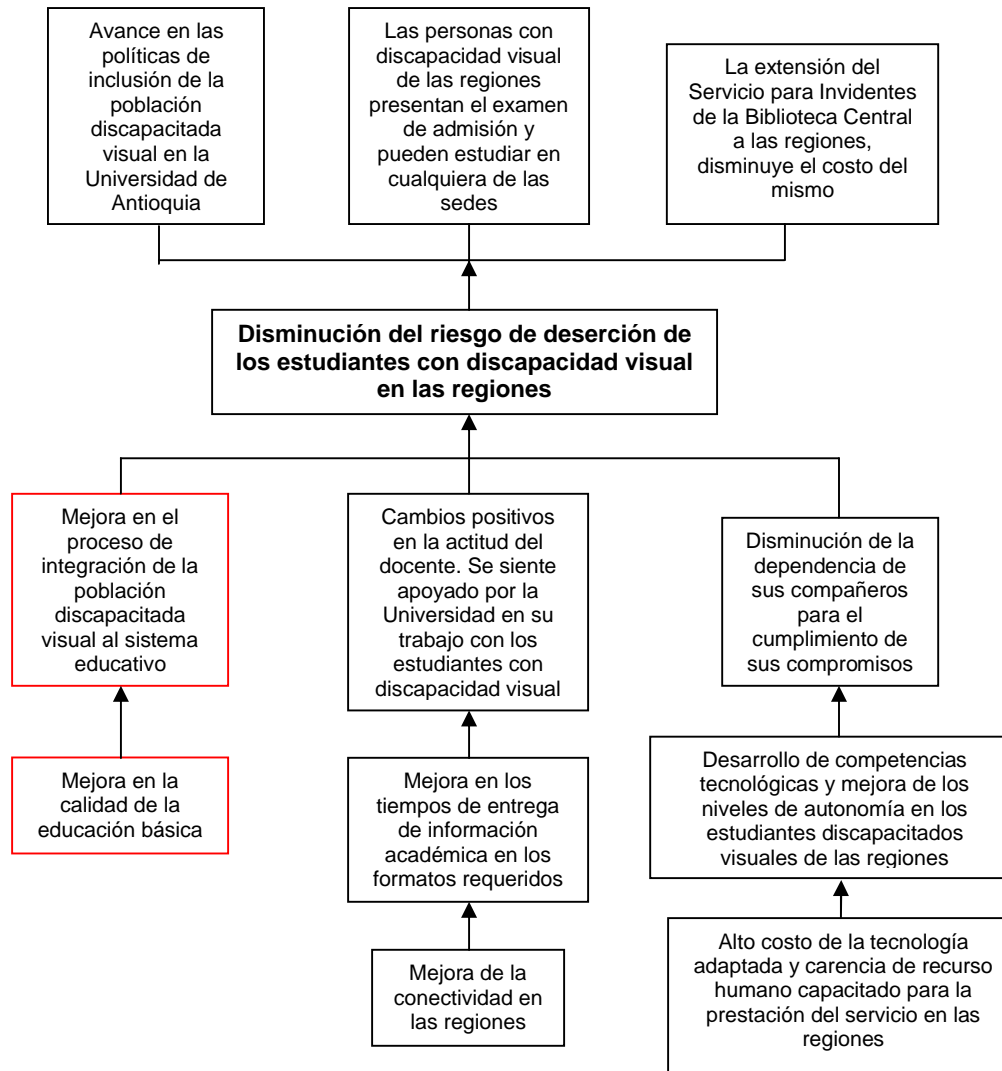 Avance en las
políticas de
inclusión de la
población
discapacitada
visual en la
Universidad de
Antioquia
Las personas con
discapacidad visual
de las regiones
presentan el examen
de admisión y
pueden estudiar en
cualquiera de las
sedes
La extensión del
Servicio para Invidentes
de la Biblioteca Central
a las regiones,
disminuye el costo del
mismo
Disminución del riesgo de deserción de
los estudiantes con discapacidad visual
en las regiones
Mejora en el
proceso de
integración de la
población
discapacitada
visual al sistema
educativo
Cambios positivos
en la actitud del
docente. Se siente
apoyado por la
Universidad en su
trabajo con los
estudiantes con
discapacidad visual
Disminución de la
dependencia de
sus compañeros
para el
cumplimiento de
sus compromisos
Mejora en la
calidad de la
educación básica
Mejora en los
tiempos de entrega
de información
académica en los
formatos requeridos
Desarrollo de competencias
tecnológicas y mejora de los
niveles de autonomía en los
estudiantes discapacitados
visuales de las regiones
Mejora de la
conectividad en
las regiones
Alto costo de la tecnología
adaptada y carencia de recurso
humano capacitado para la
prestación del servicio en las
regiones